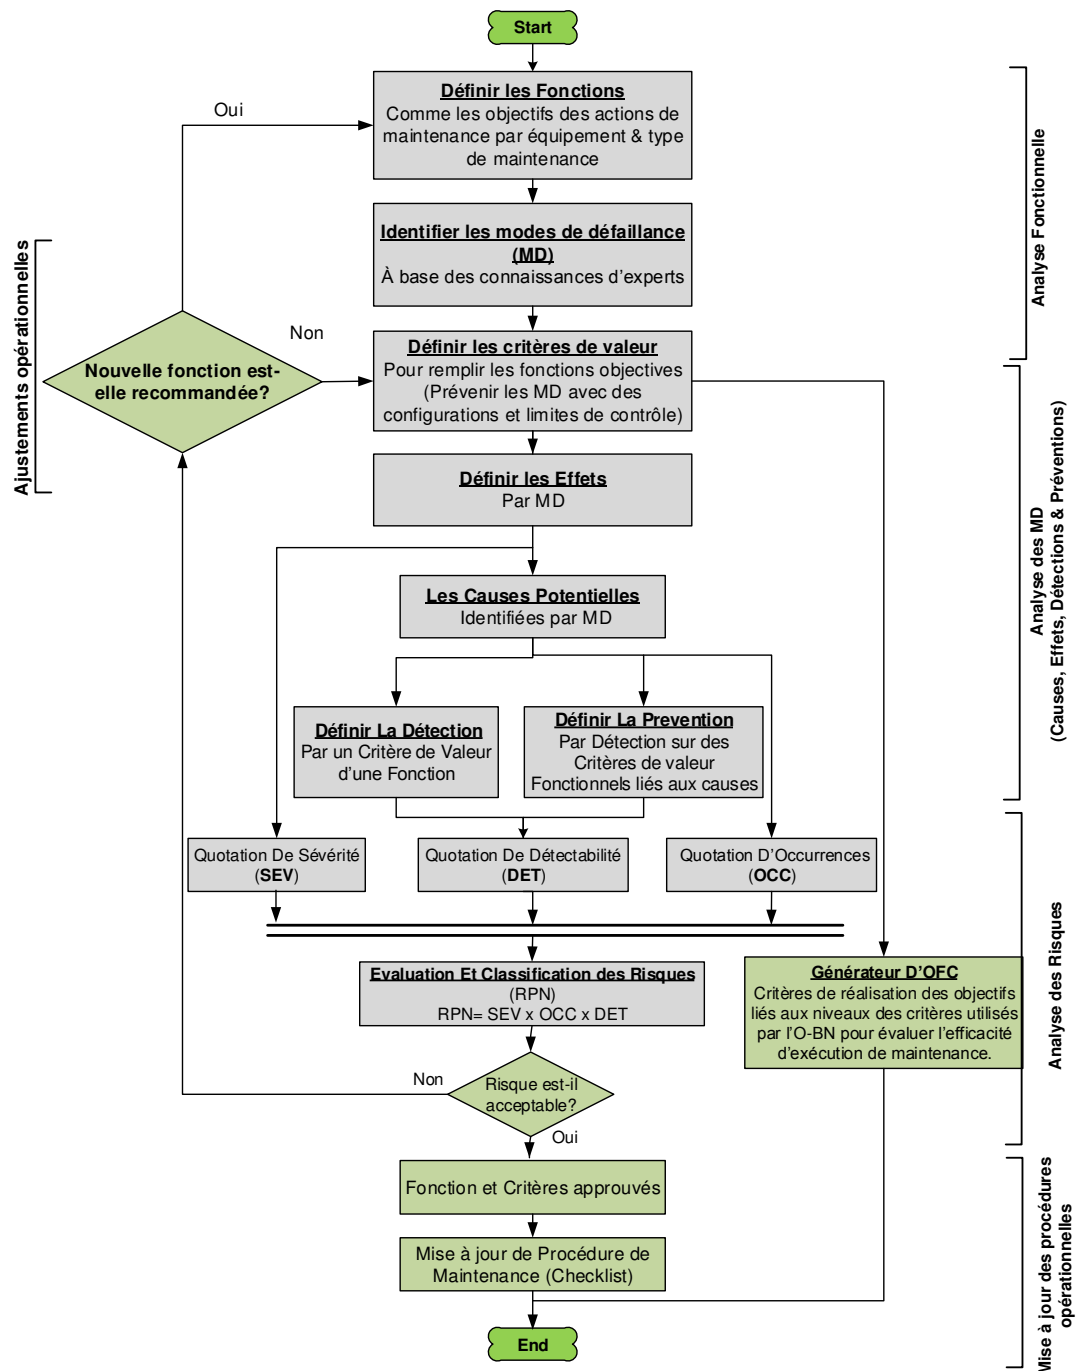 Start
Définir les Fonctions
Comme les objectifs des actions de
maintenance par équipement & type
de maintenance
Oui
Identifier les modes de défaillance
(MD)
À base des connaissances d'experts
Analyse Fonctionnelle
Ajustements opérationnelles
Nouvelle fonction est-
elle recommandée?
Non
Définir les critères de valeur
Pour remplir les fonctions objectives
(Prévenir les MD avec des
configurations et limites de contrôle)
Définir les Effets
Par MD
Les Causes Potentielles
Identifiées par MD
Définir La Détection
Par un Critère de Valeur
d'une Fonction
Définir La Prevention
Par Détection sur des
Critères de valeur
Fonctionnels liés aux causes
Analyse des MD
(Causes, Effets, Détections & Préventions)
Quotation De Sévérité
(SEV)
Quotation De Détectabilité
(DET)
Quotation D'Occurrences
(OCC)
Evaluation Et Classification des Risques
(RPN)
RPN= SEV x OCC x DET
Générateur D'OFC
Critères de réalisation des objectifs
liés aux niveaux des critères utilisés
par l'O-BN pour évaluer l'efficacité
d'exécution de maintenance.
Analyse des Risques
Non
Risque est-il
acceptable?
Oui
Fonction et Critères approuvés
Mise à jour de Procédure de
Maintenance (Checklist)
Mise à jour des procédures
opérationnelles
End